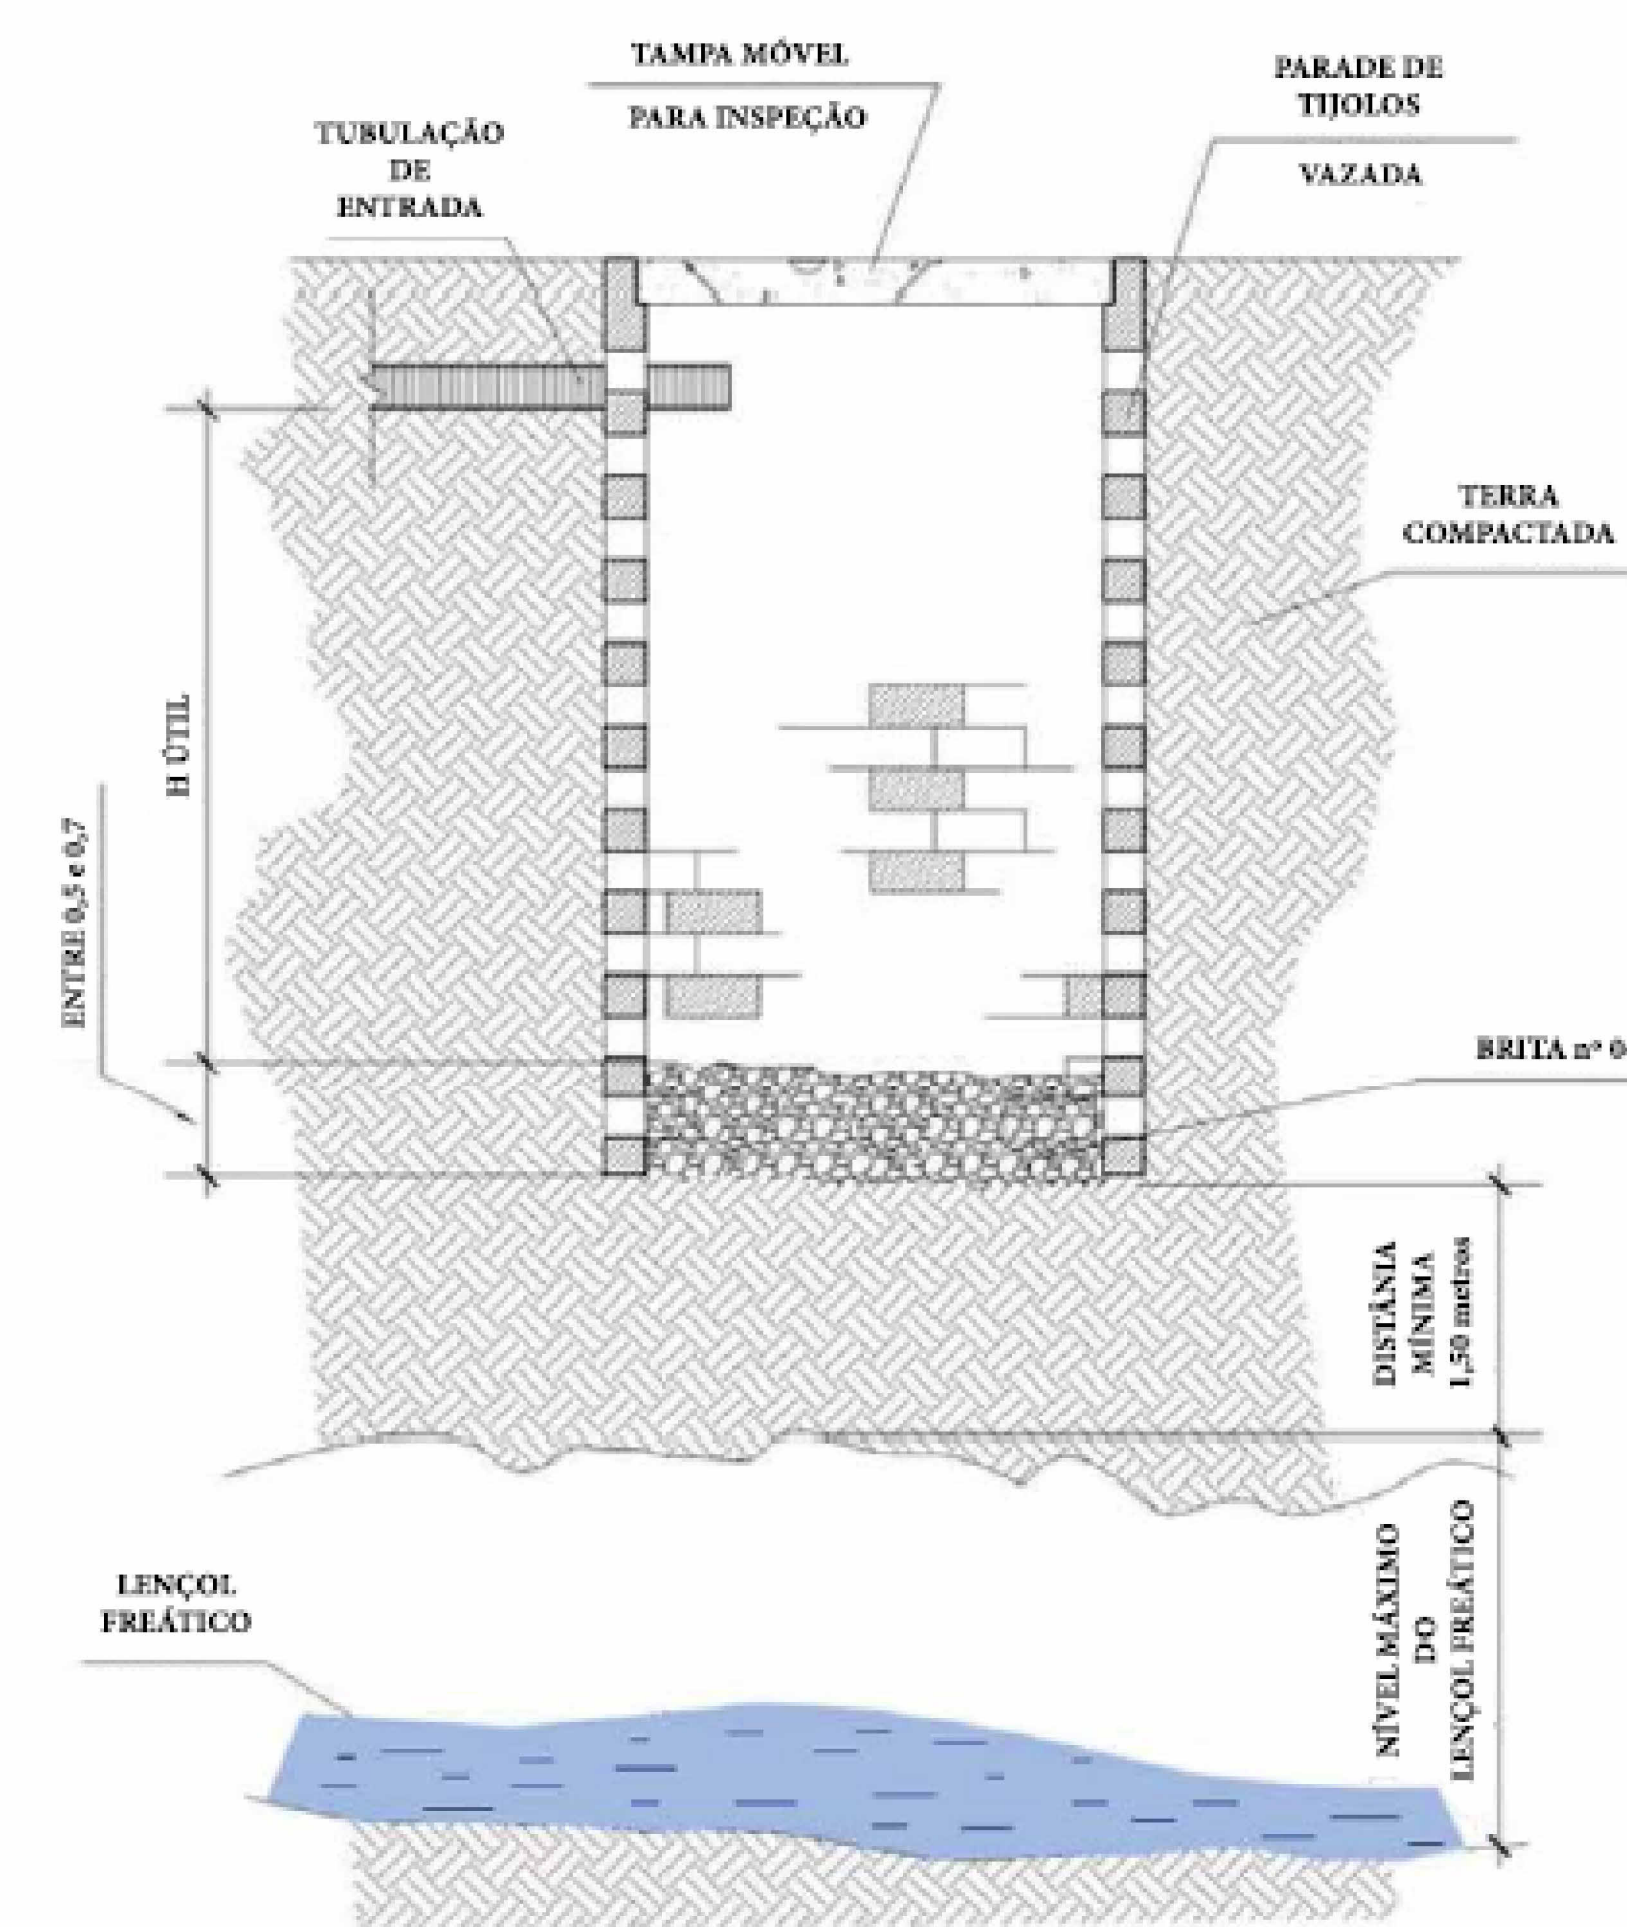 TAMPA MÓVEL
PARA INSPEÇÃO
PARADE DE
TIJOLOS
VAZADA
TUBULAÇÃO
DE
ENTRADA
TERRA
COMPACTADA
H ÚTIL
ENTRE 0,5 e 0,7
BRITA nº 0
DISTÂNIA
MÍNIMA
1,50 metros
NÍVEL MÁXIMO
DO
LENÇOL FREÁTICO
LENÇOL
FREÁTICO